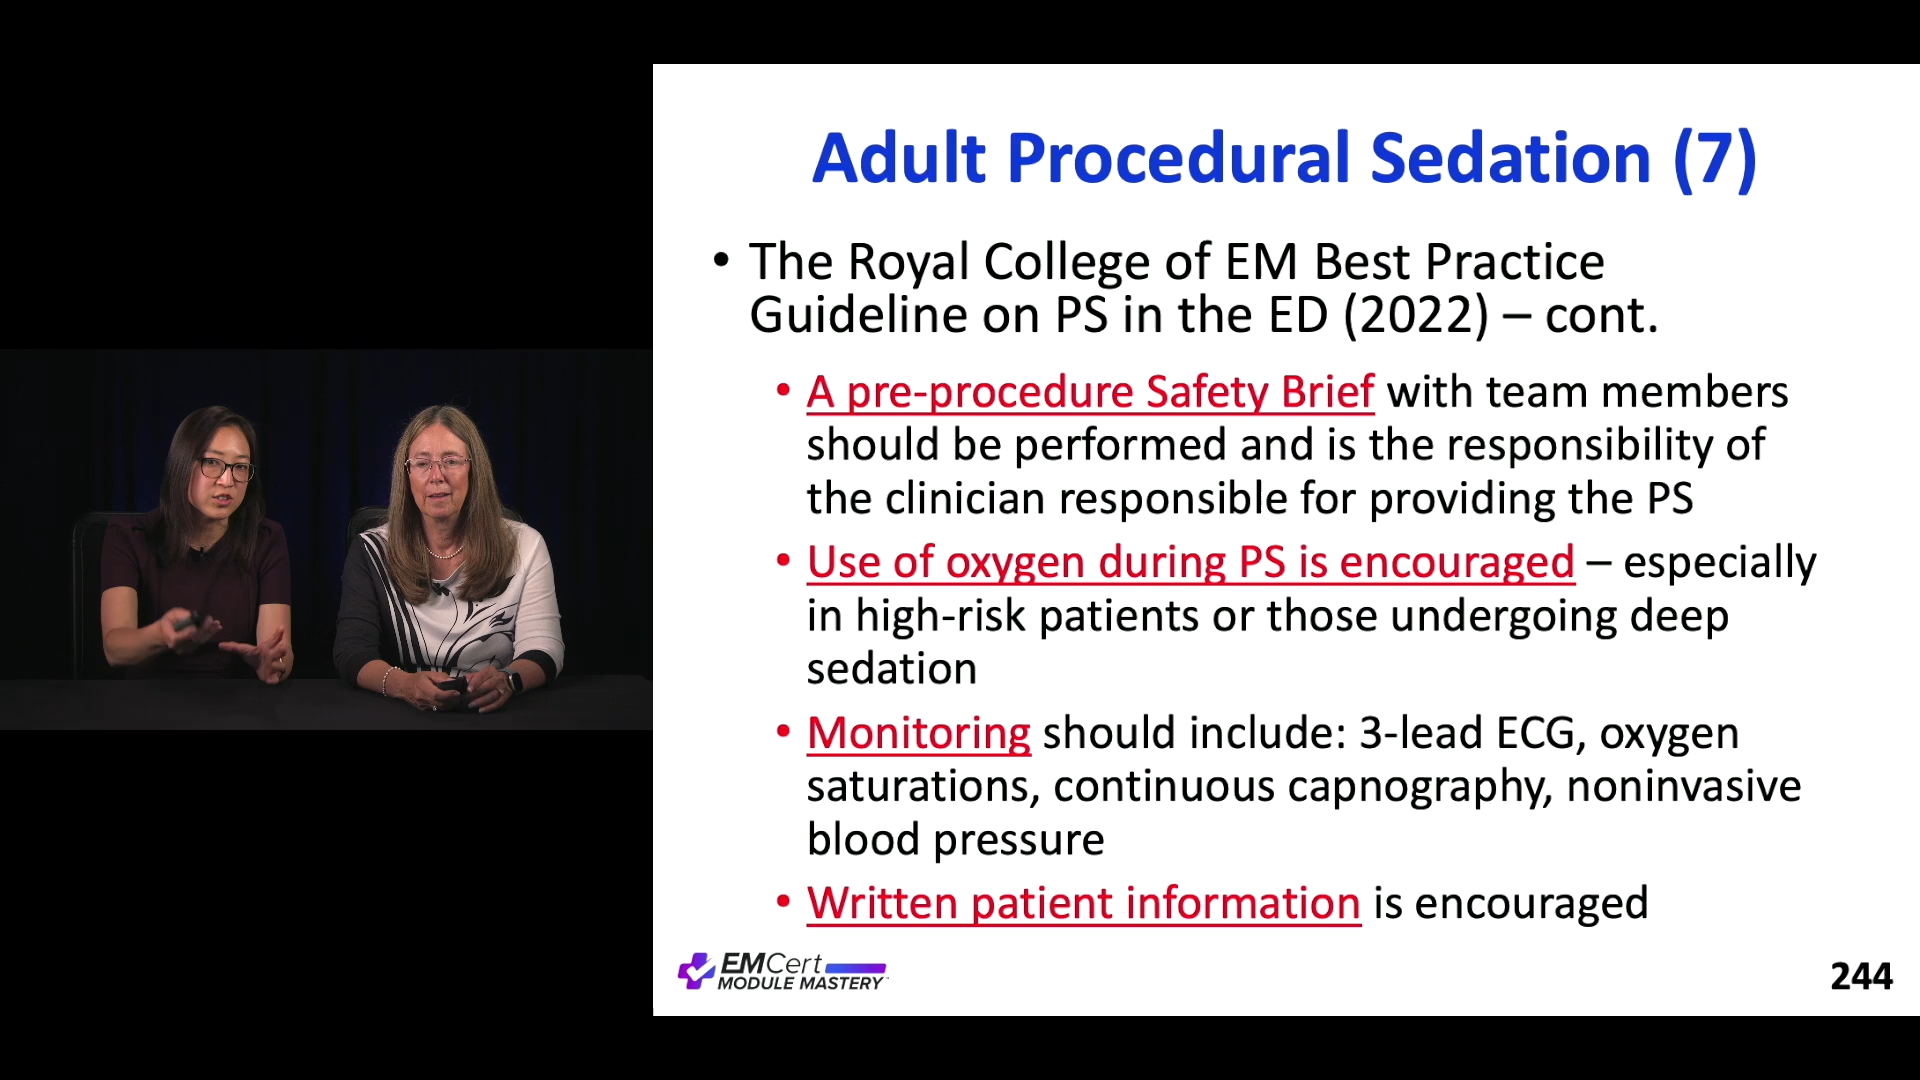 Adult Procedural Sedation (7)
• The Royal College of EM Best Practice
Guideline on PS in the ED (2022) – cont.
• A pre-procedure Safety Brief with team members
should be performed and is the responsibility of
the clinician responsible for providing the PS
• Use of oxygen during PS is encouraged – especially
in high-risk patients or those undergoing deep
sedation
• Monitoring should include: 3-lead ECG, oxygen
saturations, continuous capnography, noninvasive
blood pressure
• Written patient information is encouraged
EMCert
MODULE MASTERY
244